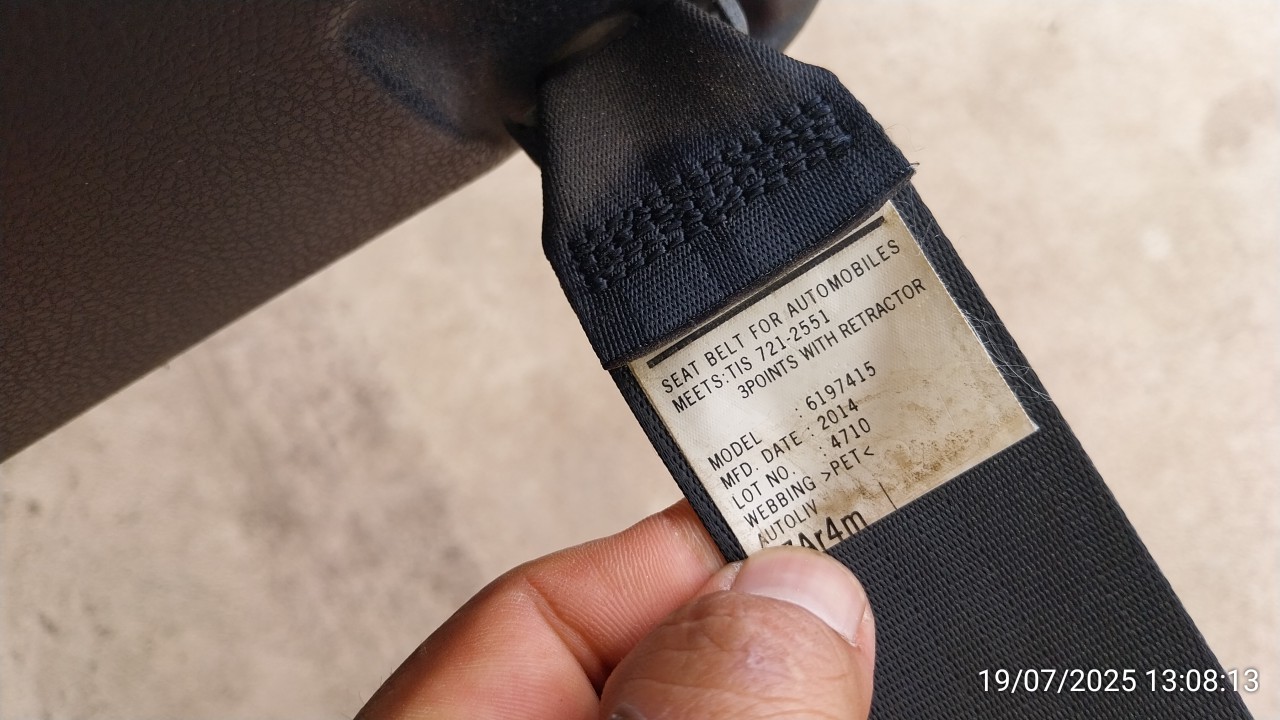 SEAT BELT FOR AUTOMOBILES
MEETS:TIS 721-2551
3POINTS WITH RETRACTOR
MODEL : 6197415
MFD. DATE : 2014
LOT NO. : 4710
WEBBING >PET<
AUTOLIV
19/07/2025 13:08:13